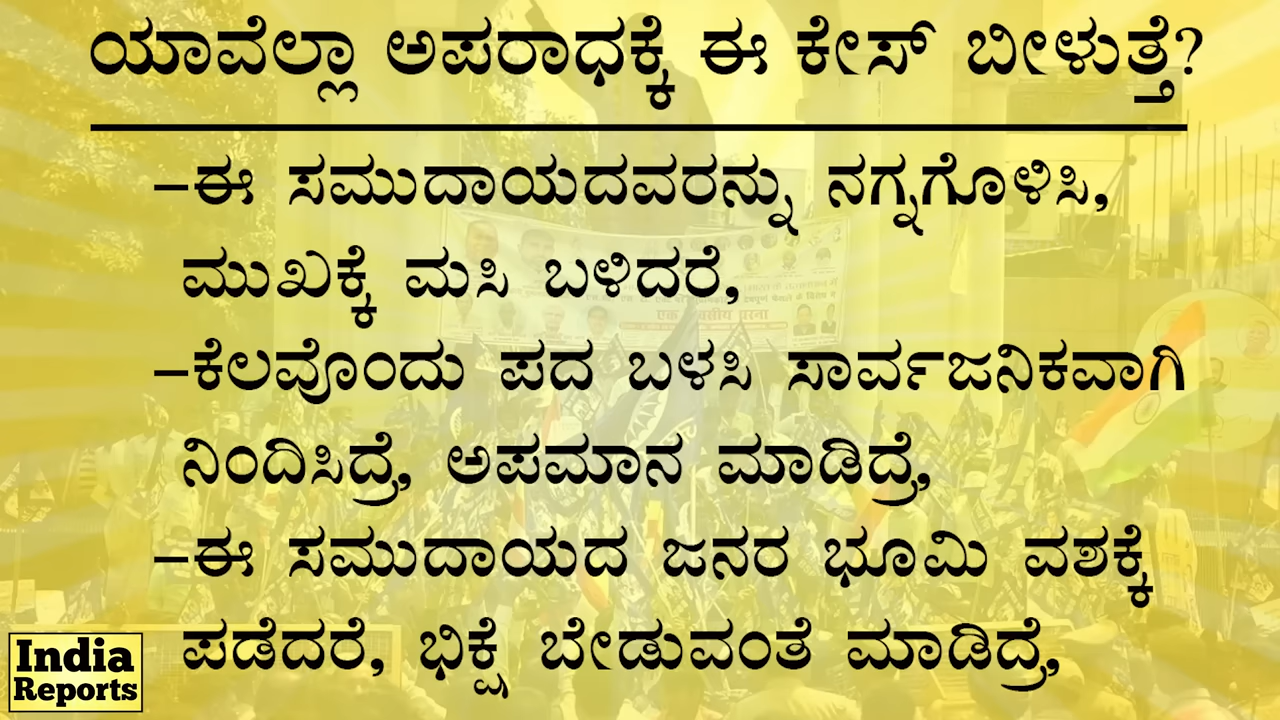 ಯಾವೆಲ್ಲಾ ಅಪರಾಧಕ್ಕೆ ಈ ಕೇಸ್ ಬೀಳುತ್ತೆ?
–ಈ ಸಮುದಾಯದವರನ್ನು ನಗ್ನಗೊಳಿಸಿ,
ಮುಖಕ್ಕೆ ಮಸಿ ಬಳಿದರೆ,
–ಕೆಲವೊಂದು ಪದ ಬಳಸಿ ಸಾರ್ವಜನಿಕವಾಗಿ
ನಿಂದಿಸಿದ್ರೆ, ಅಪಮಾನ ಮಾಡಿದ್ರೆ,
–ಈ ಸಮುದಾಯದ ಜನರ ಭೂಮಿ ವಶಕ್ಕೆ
ಪಡೆದರೆ, ಭಿಕ್ಷೆ ಬೇಡುವಂತೆ ಮಾಡಿದ್ರೆ,
India
Reports